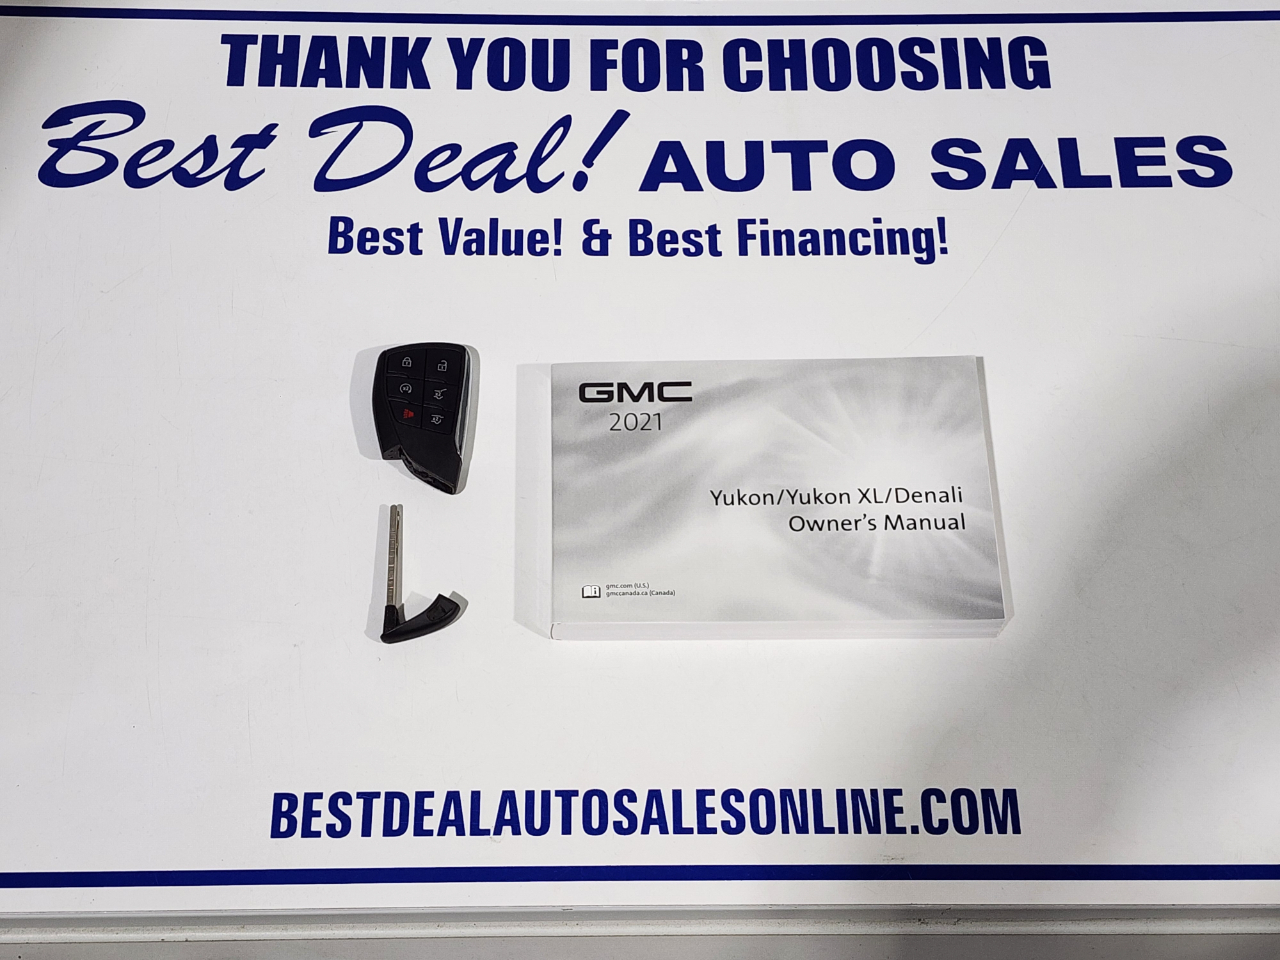 THANK YOU FOR CHOOSING
Best Deal! AUTO SALES
Best Value! & Best Financing!
GMC
2021
Yukon/Yukon XL/Denali
Owner's Manual
gmc.com (U.S.)
gmccanada.ca (Canada)
BESTDEALAUTOSALESONLINE.COM